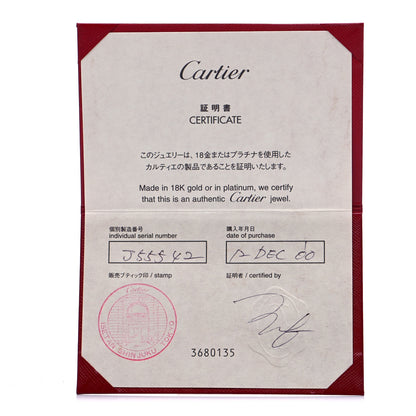 Cartier
証明書
CERTIFICATE
このジュエリーは、18金またはプラチナを使用した
カルティエの製品であることを証明いたします。
Made in 18K gold or in platinum, we certify
that this is an authentic Cartier jewel.
個別製造番号
individual serial number
購入年月日
date of purchase
J55542
12 DEC '00
販売ブティック印 / stamp
証明者 / certified by
Cartier
ISETAN SHINJUKU TOKYO
3680135